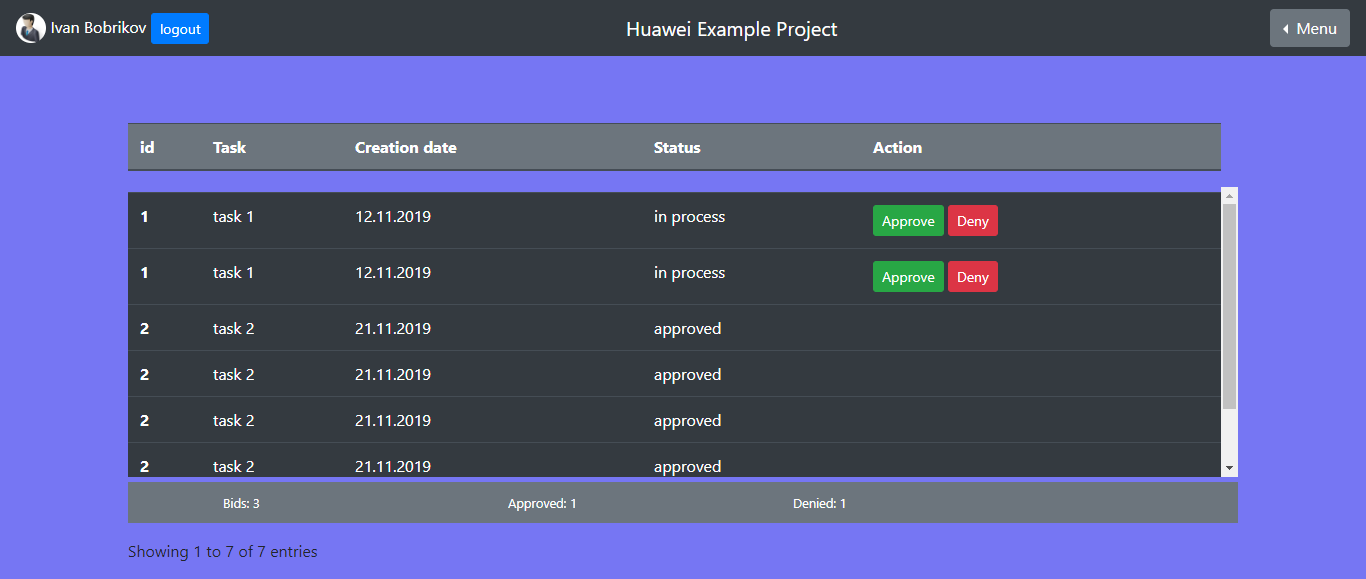 Ivan Bobrikov logout Huawei Example Project Menu
id Task Creation date Status Action
1 task 1 12.11.2019 in process Approve Deny
1 task 1 12.11.2019 in process Approve Deny
2 task 2 21.11.2019 approved
2 task 2 21.11.2019 approved
2 task 2 21.11.2019 approved
2 task 2 21.11.2019 approved
Bids: 3 Approved: 1 Denied: 1
Showing 1 to 7 of 7 entries